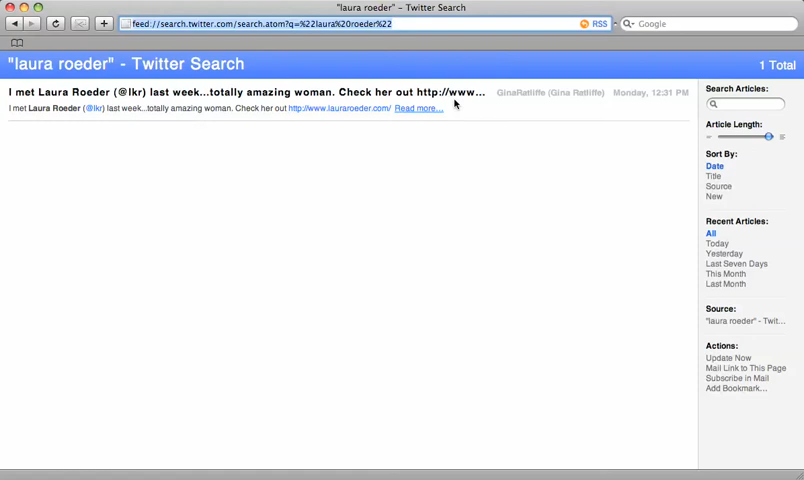 "laura roeder" – Twitter Search
feed://search.twitter.com/search.atom?q=%22laura%20roeder%22
RSS
Google
"laura roeder" - Twitter Search
1 Total
I met Laura Roeder (@lkr) last week...totally amazing woman. Check her out http://www...
GinaRatliffe (Gina Ratliffe)
Monday, 12:31 PM
I met Laura Roeder (@lkr) last week...totally amazing woman. Check her out http://www.lauraroeder.com/ Read more...
Search Articles:
Article Length:
Sort By:
Date
Title
Source
New
Recent Articles:
All
Today
Yesterday
Last Seven Days
This Month
Last Month
Source:
"laura roeder" - Twit...
Actions:
Update Now
Mail Link to This Page
Subscribe in Mail
Add Bookmark...